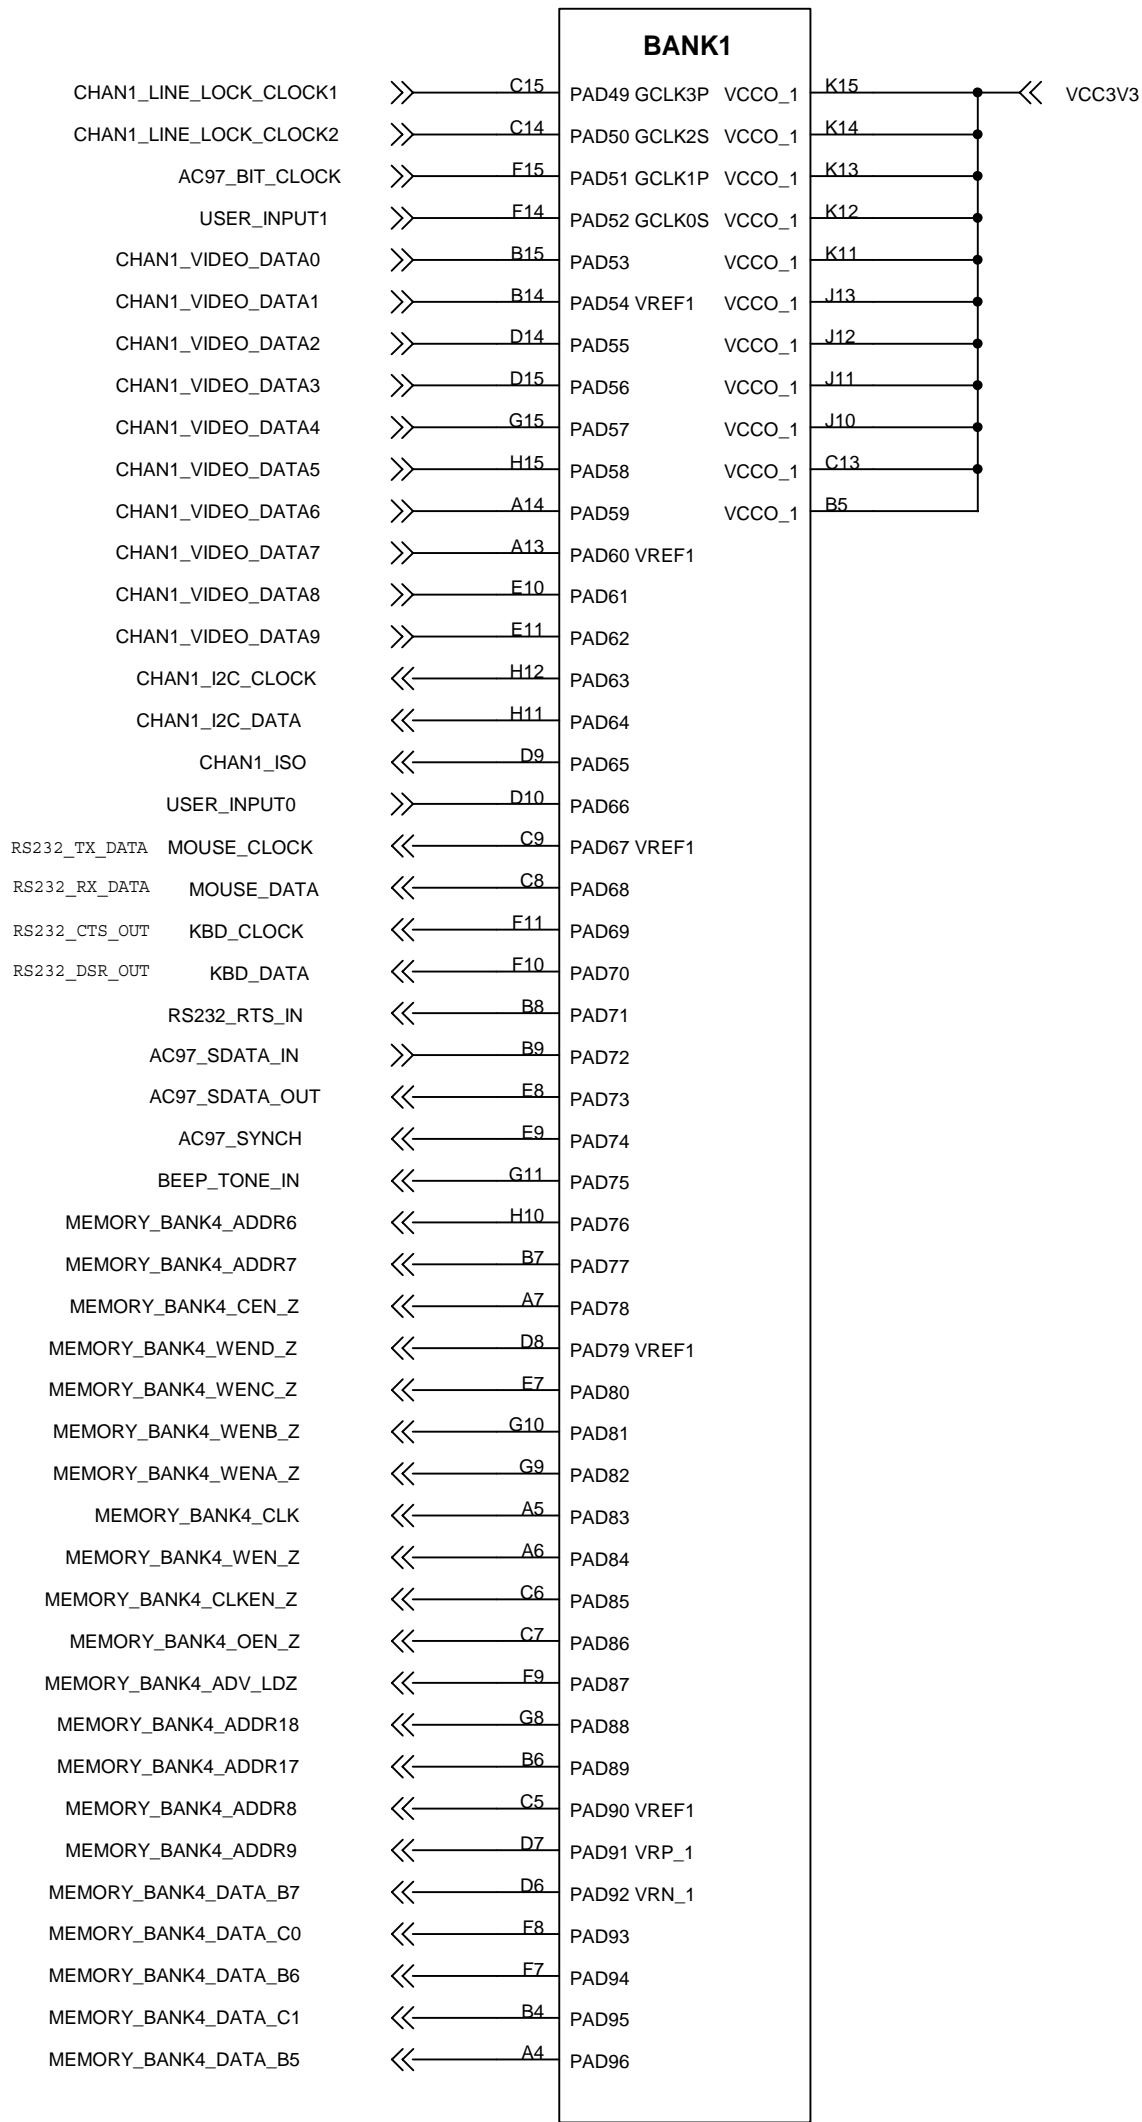 BANK1
CHAN1_LINE_LOCK_CLOCK1 C15 PAD49 GCLK3P VCCO_1 K15 VCC3V3
CHAN1_LINE_LOCK_CLOCK2 C14 PAD50 GCLK2S VCCO_1 K14
AC97_BIT_CLOCK F15 PAD51 GCLK1P VCCO_1 K13
USER_INPUT1 F14 PAD52 GCLK0S VCCO_1 K12
CHAN1_VIDEO_DATA0 B15 PAD53 VCCO_1 K11
CHAN1_VIDEO_DATA1 B14 PAD54 VREF1 VCCO_1 J13
CHAN1_VIDEO_DATA2 D14 PAD55 VCCO_1 J12
CHAN1_VIDEO_DATA3 D15 PAD56 VCCO_1 J11
CHAN1_VIDEO_DATA4 G15 PAD57 VCCO_1 J10
CHAN1_VIDEO_DATA5 H15 PAD58 VCCO_1 C13
CHAN1_VIDEO_DATA6 A14 PAD59 VCCO_1 B5
CHAN1_VIDEO_DATA7 A13 PAD60 VREF1
CHAN1_VIDEO_DATA8 E10 PAD61
CHAN1_VIDEO_DATA9 E11 PAD62
CHAN1_I2C_CLOCK H12 PAD63
CHAN1_I2C_DATA H11 PAD64
CHAN1_ISO D9 PAD65
USER_INPUT0 D10 PAD66
RS232_TX_DATA MOUSE_CLOCK C9 PAD67 VREF1
RS232_RX_DATA MOUSE_DATA C8 PAD68
RS232_CTS_OUT KBD_CLOCK F11 PAD69
RS232_DSR_OUT KBD_DATA F10 PAD70
RS232_RTS_IN B8 PAD71
AC97_SDATA_IN B9 PAD72
AC97_SDATA_OUT E8 PAD73
AC97_SYNCH E9 PAD74
BEEP_TONE_IN G11 PAD75
MEMORY_BANK4_ADDR6 H10 PAD76
MEMORY_BANK4_ADDR7 B7 PAD77
MEMORY_BANK4_CEN_Z A7 PAD78
MEMORY_BANK4_WEND_Z D8 PAD79 VREF1
MEMORY_BANK4_WENC_Z E7 PAD80
MEMORY_BANK4_WENB_Z G10 PAD81
MEMORY_BANK4_WENA_Z G9 PAD82
MEMORY_BANK4_CLK A5 PAD83
MEMORY_BANK4_WEN_Z A6 PAD84
MEMORY_BANK4_CLKEN_Z C6 PAD85
MEMORY_BANK4_OEN_Z C7 PAD86
MEMORY_BANK4_ADV_LDZ F9 PAD87
MEMORY_BANK4_ADDR18 G8 PAD88
MEMORY_BANK4_ADDR17 B6 PAD89
MEMORY_BANK4_ADDR8 C5 PAD90 VREF1
MEMORY_BANK4_ADDR9 D7 PAD91 VRP_1
MEMORY_BANK4_DATA_B7 D6 PAD92 VRN_1
MEMORY_BANK4_DATA_C0 F8 PAD93
MEMORY_BANK4_DATA_B6 F7 PAD94
MEMORY_BANK4_DATA_C1 B4 PAD95
MEMORY_BANK4_DATA_B5 A4 PAD96